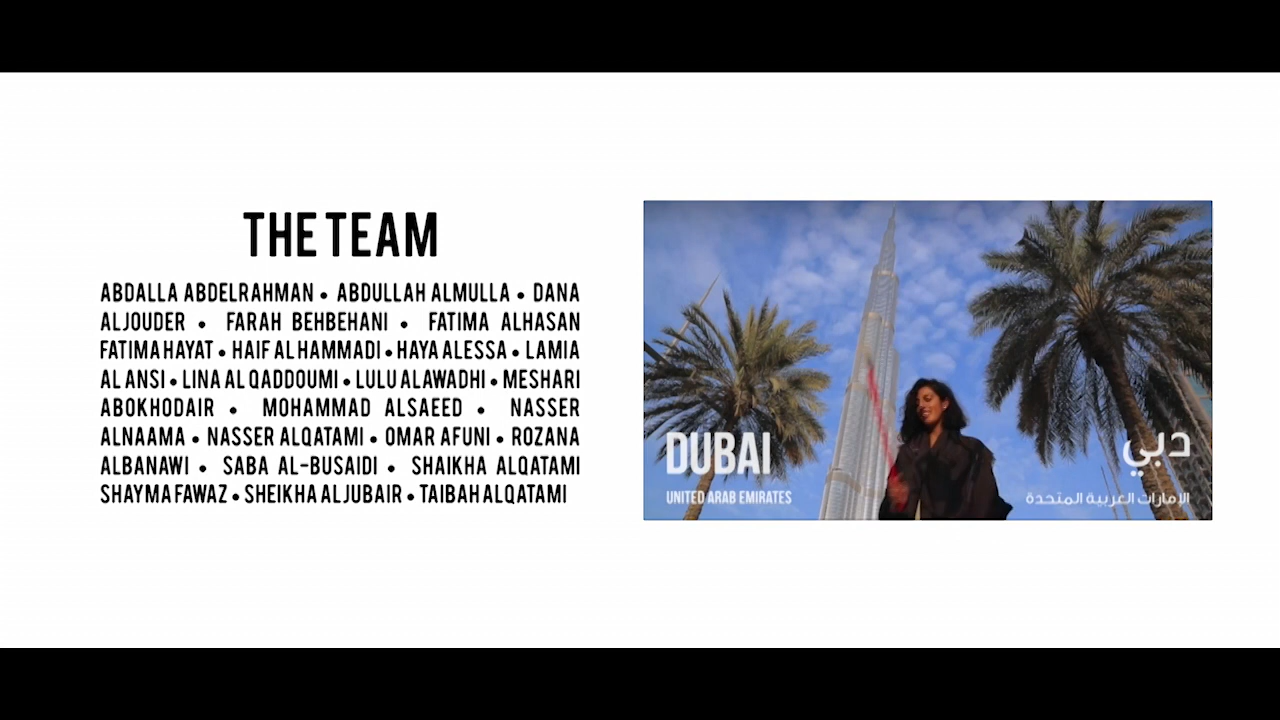 THE TEAM
ABDALLA ABDELRAHMAN • ABDULLAH ALMULLA • DANA
ALJOUDER • FARAH BEHBEHANI • FATIMA ALHASAN
FATIMA HAYAT • HAIF AL HAMMADI • HAYA ALESSA • LAMIA
AL ANSI • LINA AL QADDOUMI • LULU ALAWADHI • MESHARI
ABOKHODAIR • MOHAMMAD ALSAEED • NASSER
ALNAAMA • NASSER ALQATAMI • OMAR AFUNI • ROZANA
ALBANAWI • SABA AL-BUSAIDI • SHAIKHA ALQATAMI
SHAYMA FAWAZ • SHEIKHA ALJUBAIR • TAIBAH ALQATAMI
DUBAI
UNITED ARAB EMIRATES
دبي
الامارات العربية المتحدة